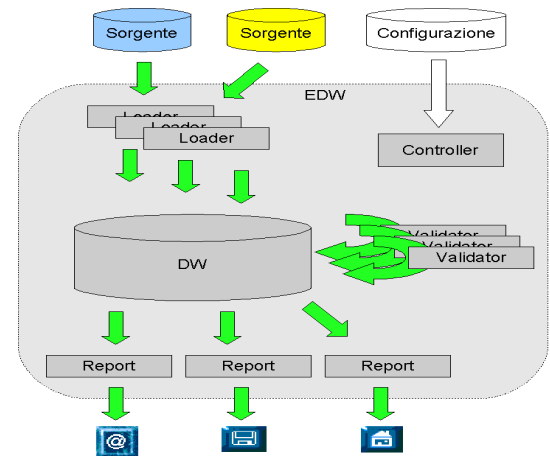 Sorgente
Sorgente
Configurazione
EDW
Loader
Loader
Loader
Controller
DW
Validator
Validator
Validator
Report
Report
Report
@